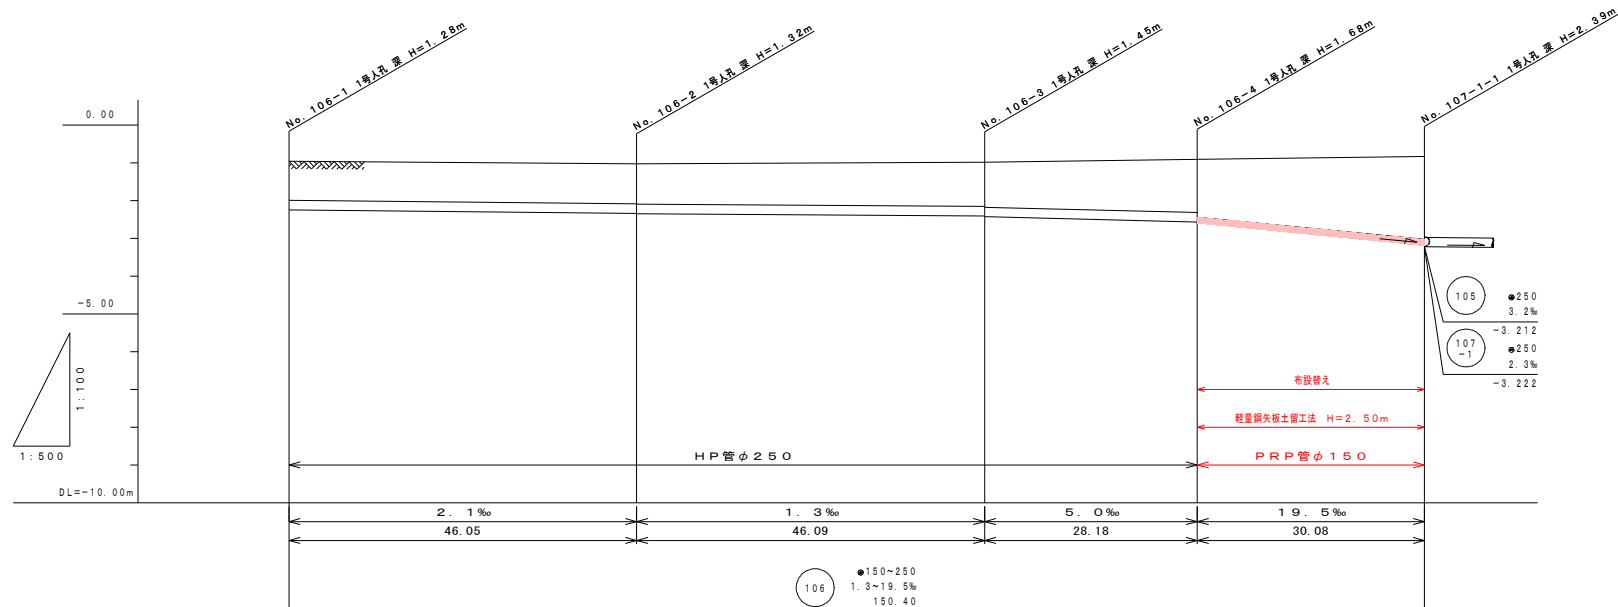 No. 106-1 1号人孔 深 H=1. 28m
No. 106-2 1号人孔 深 H=1. 32m
No. 106-3 1号人孔 深 H=1. 45m
No. 106-4 1号人孔 深 H=1. 68m
No. 107-1-1 1号人孔 深 H=2. 39m
0. 00
-5. 00
1:100
1:500
DL=-10. 00m
105
250
3. 2‰
-3. 212
107
-1
250
2. 3‰
-3. 222
布設替え
軽量鋼矢板土留工法 H=2. 50m
HP管φ250
PRP管φ150
2. 1‰
1. 3‰
5. 0‰
19. 5‰
46.05
46.09
28.18
30.08
106
150~250
1. 3~19. 5‰
150. 40